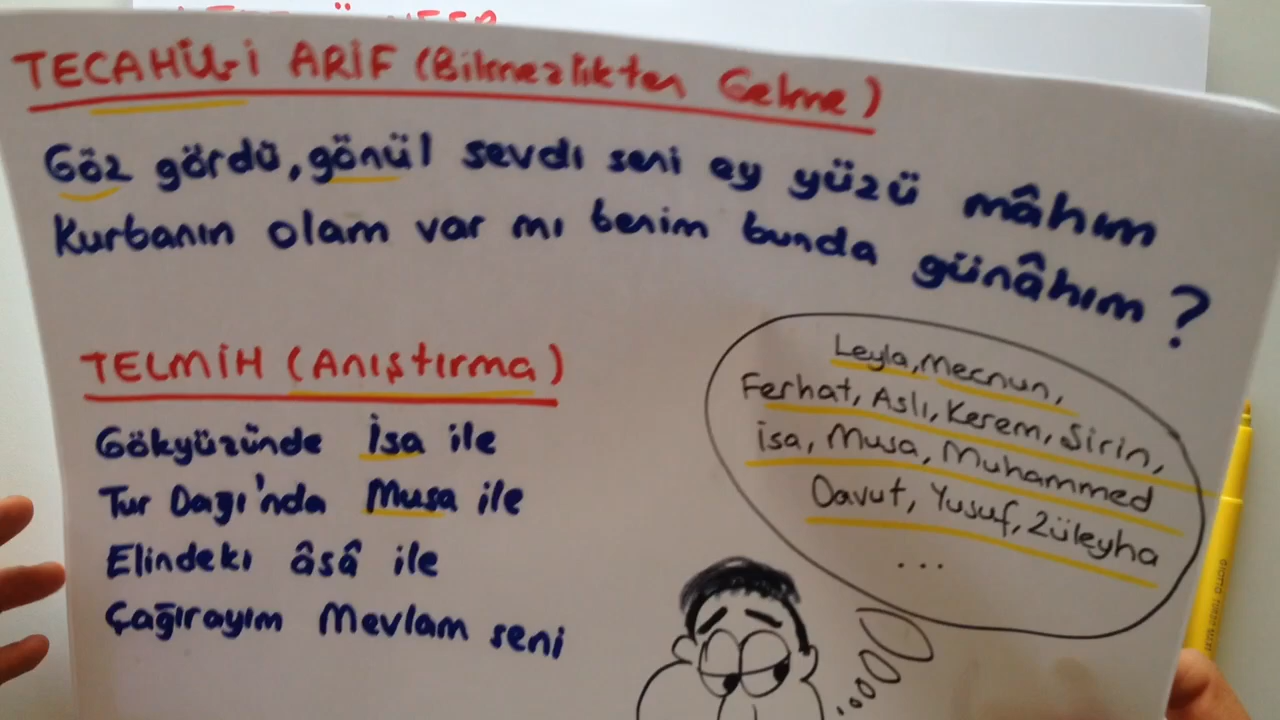 TECAHÜL-İ ARİF (Bilmezlikten Gelme)
Göz gördü, gönül sevdi seni ey yüzü mâhım
Kurbanın olam var mı benim bunda günâhım?
TELMİH (Anıştırma)
Gökyüzünde İsa ile
Tur Dağı'nda Musa ile
Elindeki âsâ ile
Çağırayım Mevlam seni
Leyla, Mecnun,
Ferhat, Aslı, Kerem, Şirin,
İsa, Musa, Muhammed
Davut, Yusuf, Züleyha
...